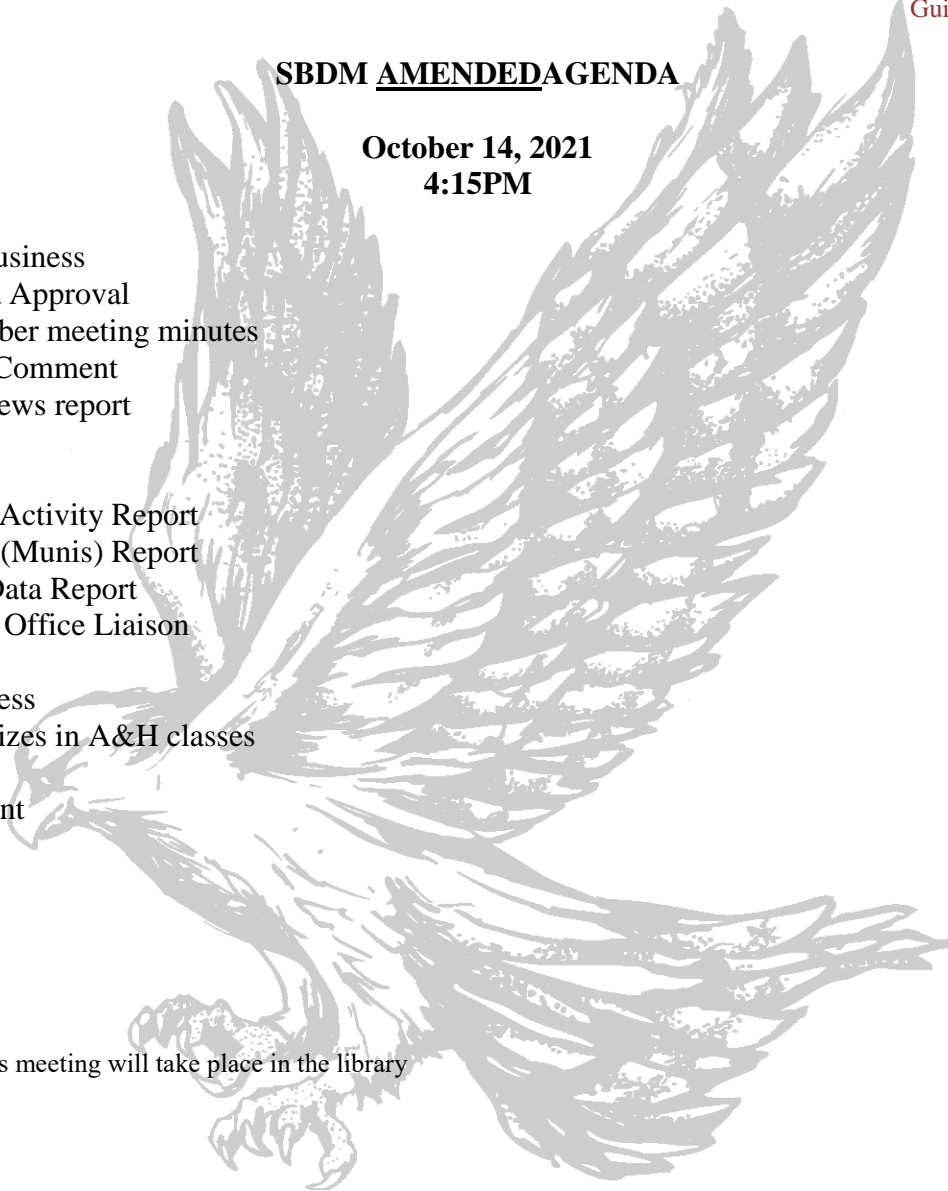 Gui
SBDM AMENDEDAGENDA
October 14, 2021
4:15PM
usiness
Approval
ber meeting minutes
Comment
ews report
Activity Report
(Munis) Report
Data Report
Office Liaison
ess
izes in A&H classes
nt
s meeting will take place in the library